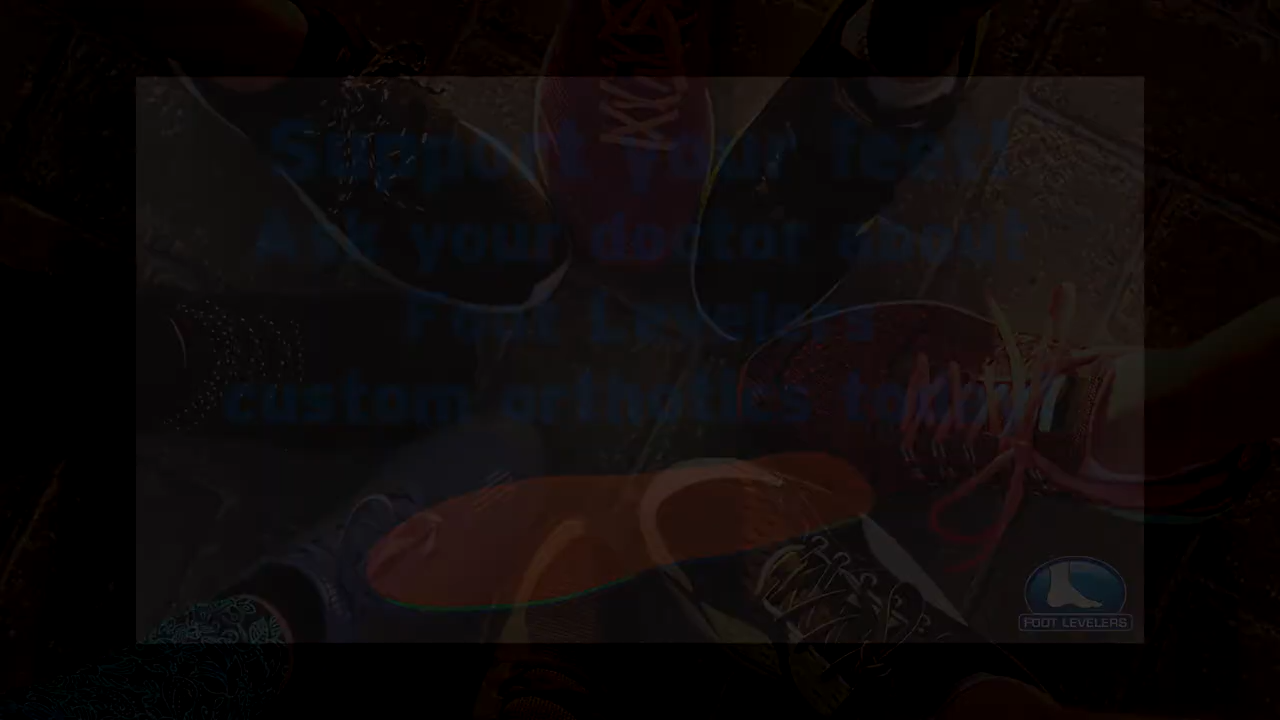 Support your feet!
Ask your doctor about
Foot Levelers
custom orthotics today!
FOOT LEVELERS